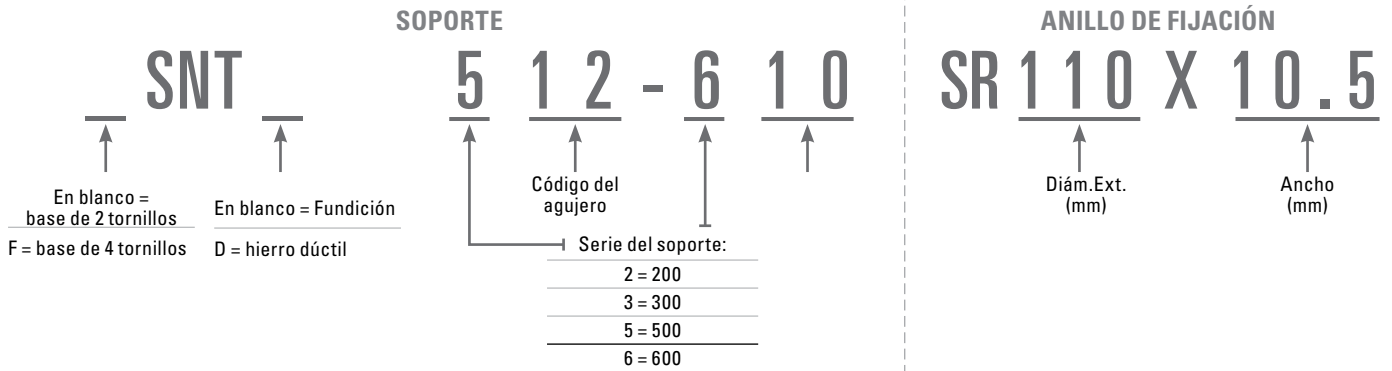 SOPORTE
ANILLO DE FIJACIÓN
SNT 5 1 2 - 6 1 0
SR 1 1 0 X 1 0 . 5
En blanco =
base de 2 tornillos
F = base de 4 tornillos
En blanco = Fundición
D = hierro dúctil
Código del
agujero
Serie del soporte:
2 = 200
3 = 300
5 = 500
6 = 600
Diám.Ext.
(mm)
Ancho
(mm)